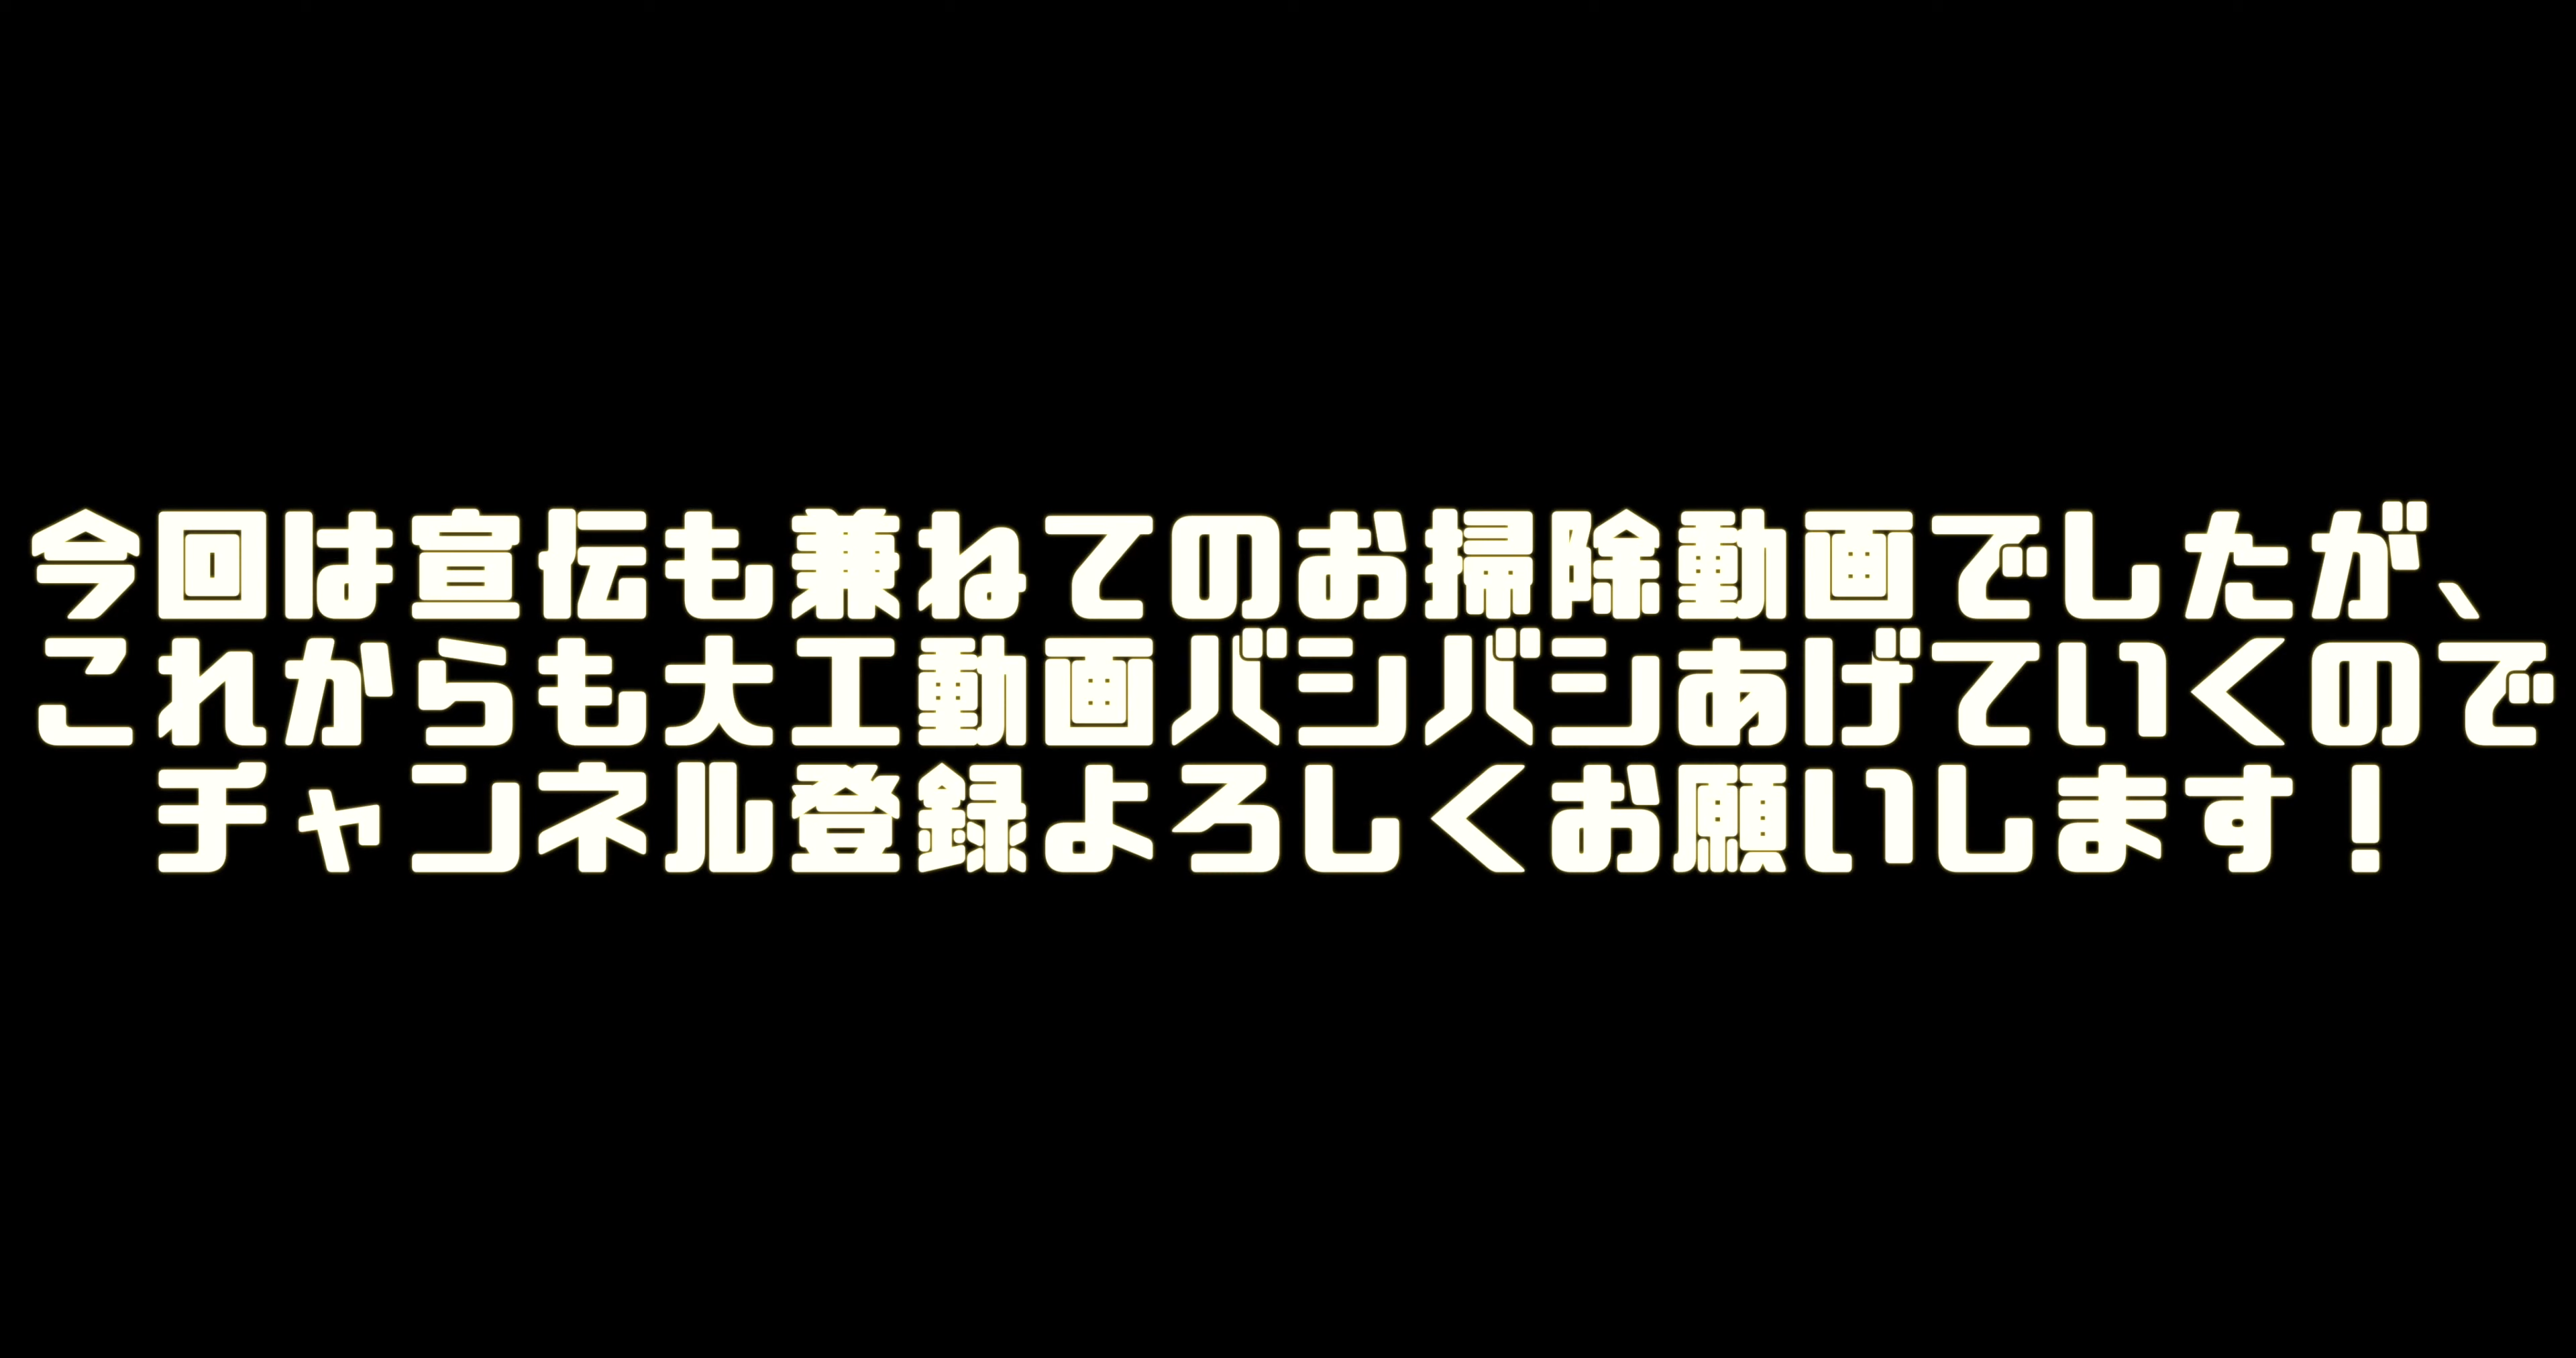 今回は宣伝も兼ねてのお掃除動画でしたが、
これからも大工動画バシバシあげていくので
チャンネル登録よろしくお願いします！